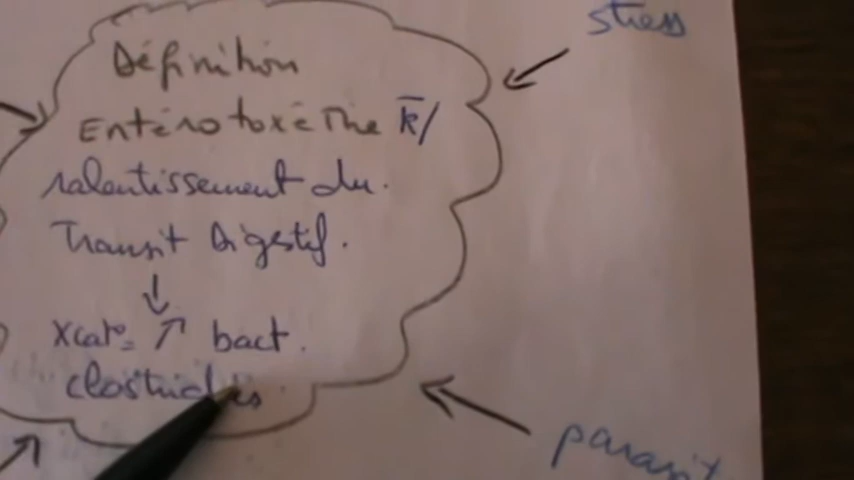 stress
Définition
Entérotoxémie K̅/
ralentissement du.
Transit Digestif.
↓
Xcat°= ↗ bact.
clostridies
parasit